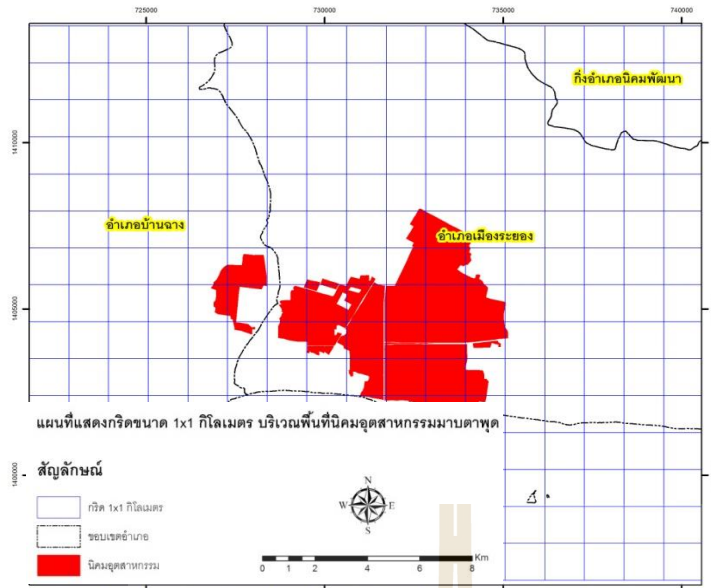 725000 730000 735000 740000
กิ่งอำเภอนิคมพัฒนา
1410000
อำเภอบ้านฉาง
อำเภอเมืองระยอง
1405000
แผนที่แสดงกริดขนาด 1x1 กิโลเมตร บริเวณพื้นที่นิคมอุตสาหกรรมมาบตาพุด
สัญลักษณ์
1400000
กริด 1x1 กิโลเมตร
ขอบเขตอำเภอ
นิคมอุตสาหกรรม
N
W E
S
Km
0 1 2 4 6 8